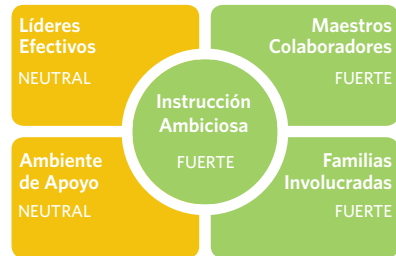 Líderes
Efectivos
NEUTRAL
Maestros
Colaboradores
FUERTE
Instrucción
Ambiciosa
FUERTE
Ambiente
de Apoyo
NEUTRAL
Familias
Involucradas
FUERTE